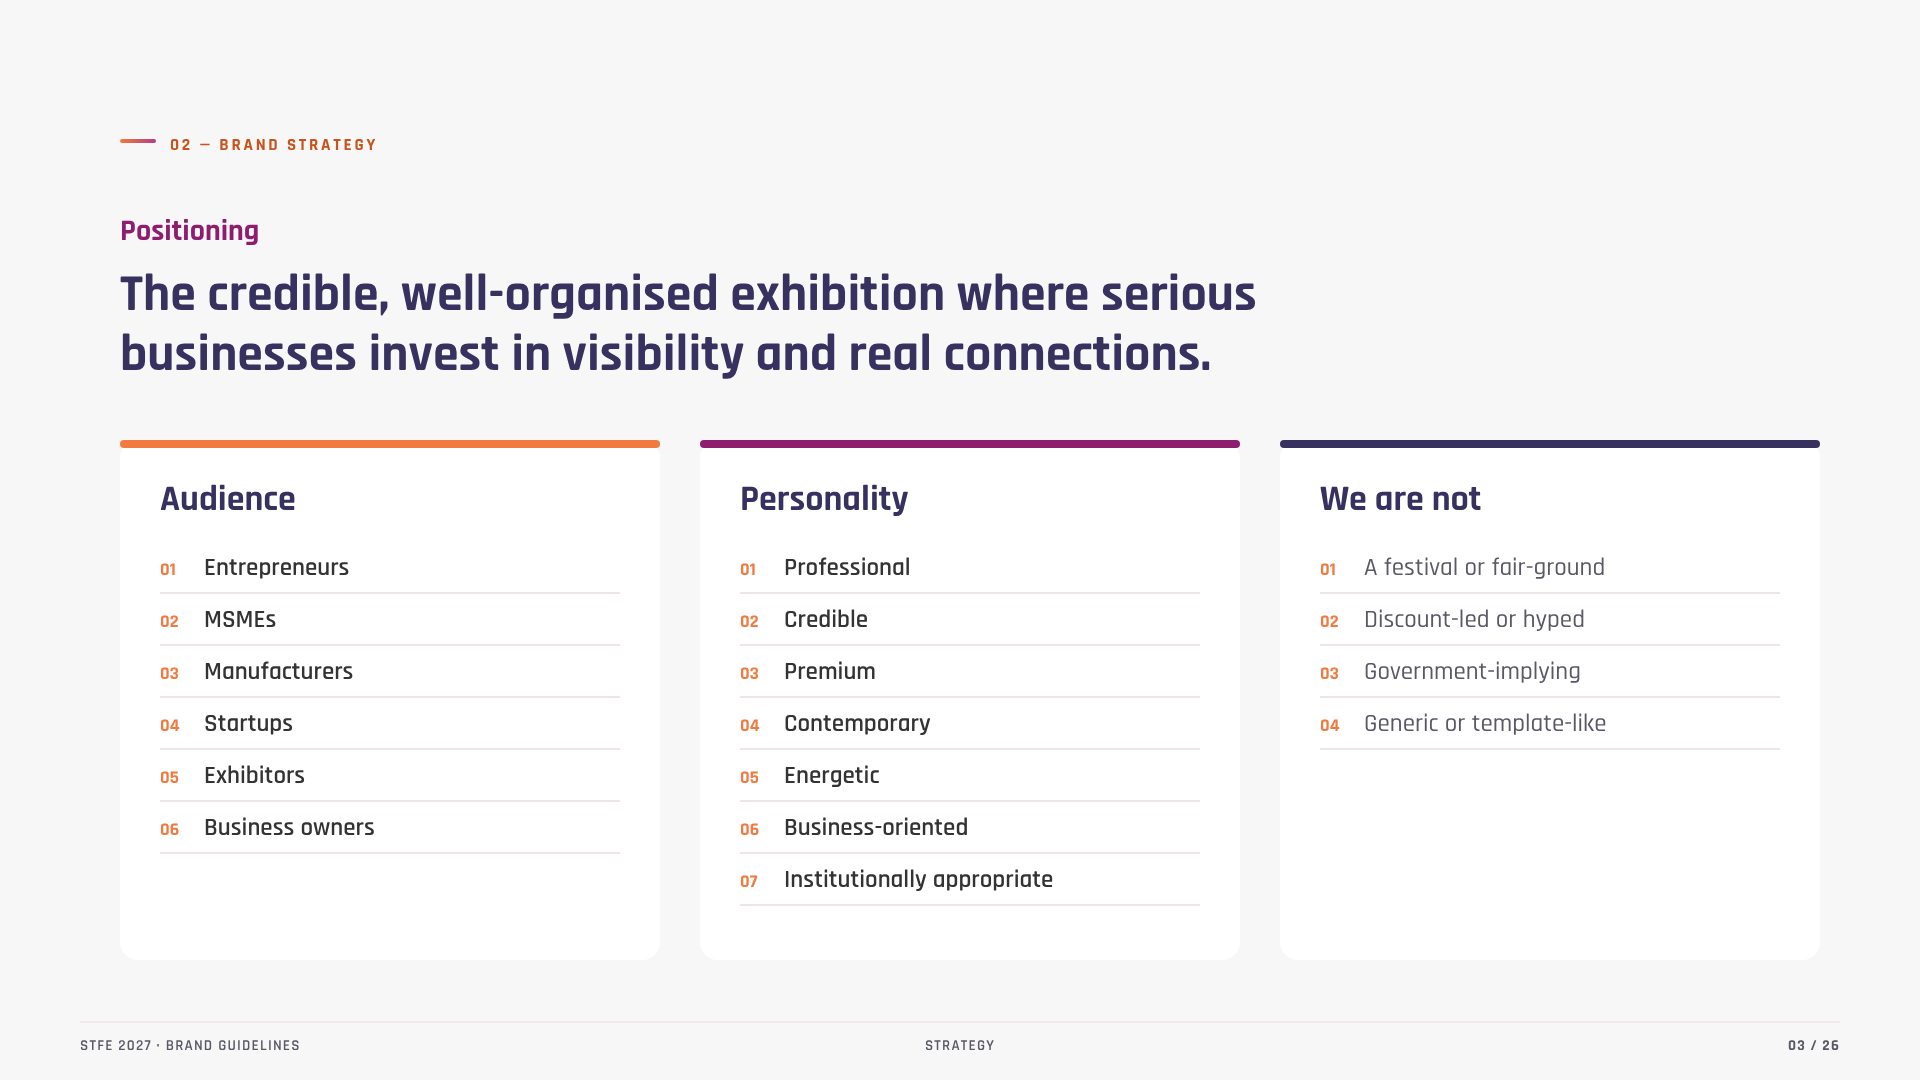 02 — BRAND STRATEGY
Positioning
The credible, well-organised exhibition where serious
businesses invest in visibility and real connections.
Audience
01 Entrepreneurs
02 MSMEs
03 Manufacturers
04 Startups
05 Exhibitors
06 Business owners
Personality
01 Professional
02 Credible
03 Premium
04 Contemporary
05 Energetic
06 Business-oriented
07 Institutionally appropriate
We are not
01 A festival or fair-ground
02 Discount-led or hyped
03 Government-implying
04 Generic or template-like
STFE 2027 · BRAND GUIDELINES
STRATEGY
03 / 26